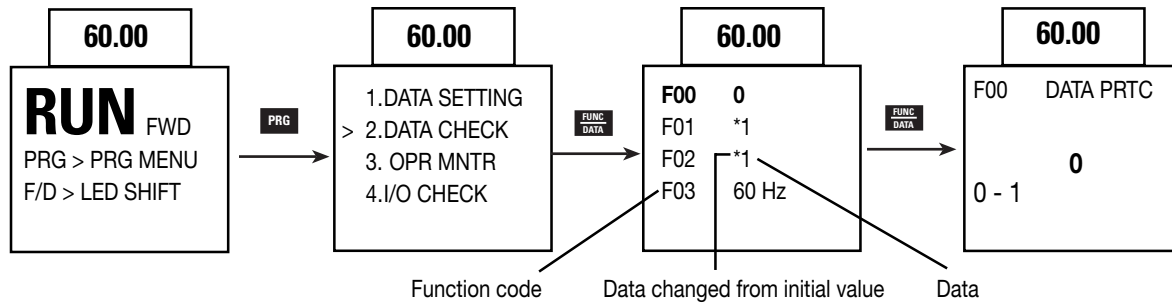 60.00
RUN FWD
PRG > PRG MENU
F/D > LED SHIFT
PRG
60.00
1.DATA SETTING
> 2.DATA CHECK
3. OPR MNTR
4.I/O CHECK
FUNC
DATA
60.00
F00 0
F01 *1
F02 *1
F03 60 Hz
FUNC
DATA
60.00
F00 DATA PRTC
0
0 - 1
Function code
Data changed from initial value
Data